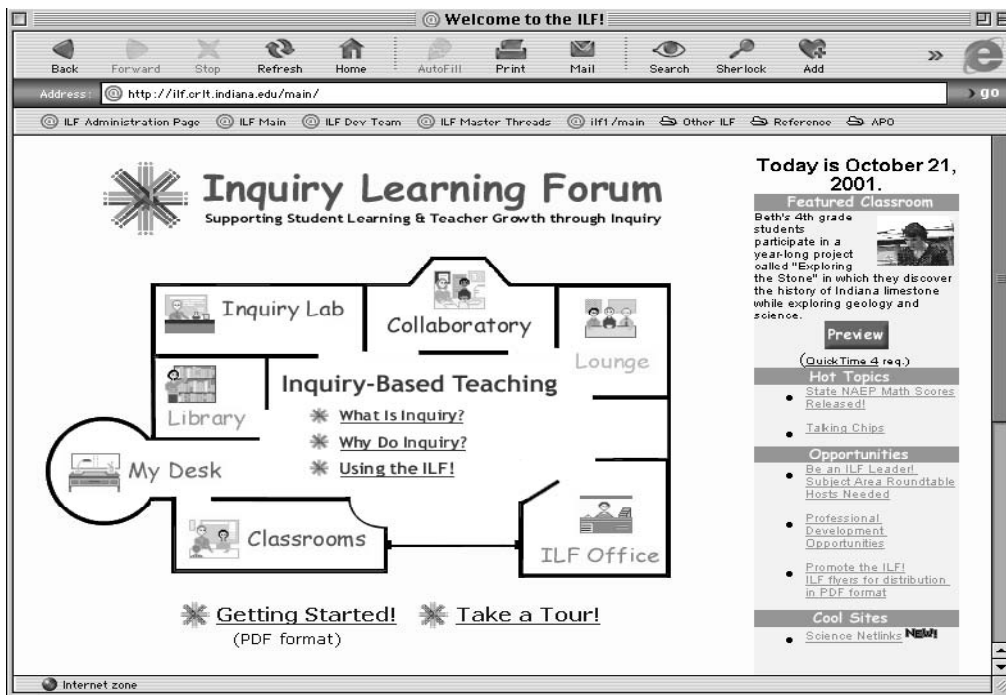 Welcome to the ILF!
Back Forward Stop Refresh Home AutoFill Print Mail Search Sherlock Add
Address: http://ilf.crlt.indiana.edu/main/ go
ILF Administration Page ILF Main ILF Dev Team ILF Master Threads ilf1/main Other ILF Reference APO
Inquiry Learning Forum
Supporting Student Learning & Teacher Growth through Inquiry
Inquiry Lab
Collaboratory
Lounge
Library
Inquiry-Based Teaching
What Is Inquiry?
Why Do Inquiry?
Using the ILF!
My Desk
Classrooms
ILF Office
Getting Started!
(PDF format)
Take a Tour!
Today is October 21,
2001.
Featured Classroom
Beth's 4th grade
students
participate in a
year-long project
called "Exploring
the Stone" in which they discover
the history of Indiana limestone
while exploring geology and
science.
Preview
(QuickTime 4 req.)
Hot Topics
State NAEP Math Scores
Released!
Talking Chips
Opportunities
Be an ILF Leader!
Subject Area Roundtable
Hosts Needed
Professional
Development
Opportunities
Promote the ILF!
ILF flyers for distribution
in PDF format
Cool Sites
Science Netlinks NEW!
Internet zone